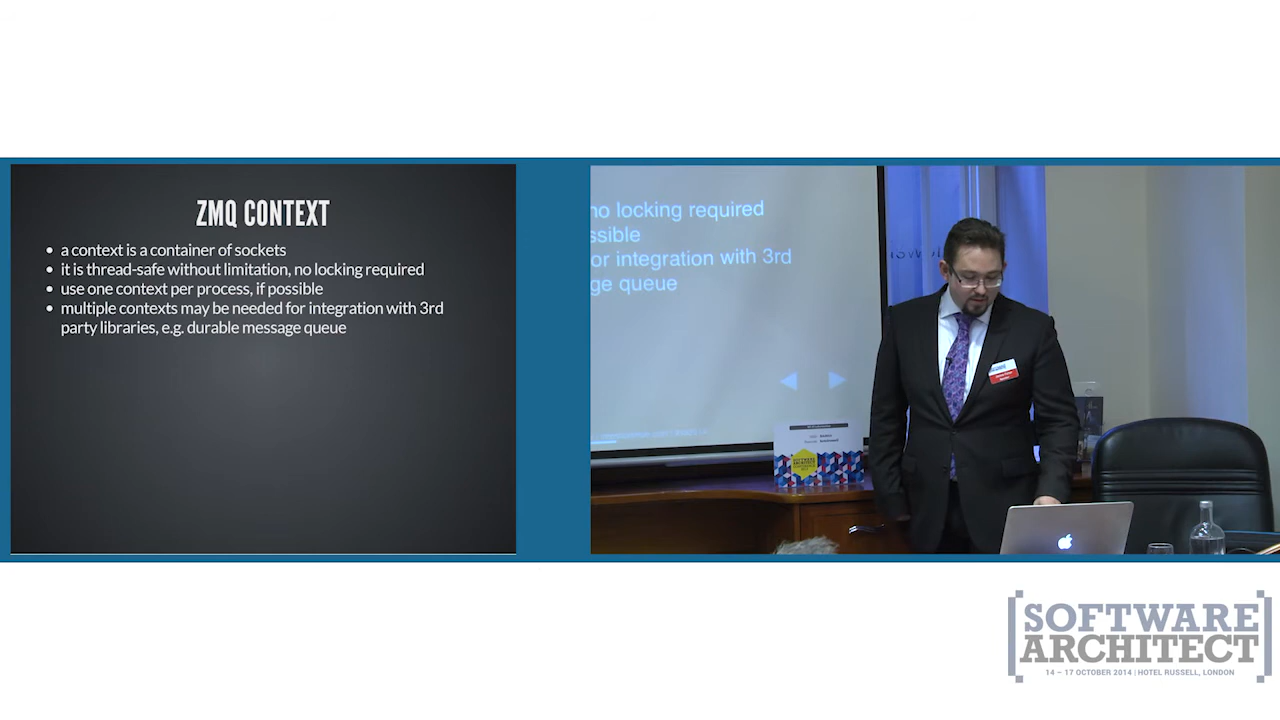 ZMQ CONTEXT
a context is a container of sockets
it is thread-safe without limitation, no locking required
use one context per process, if possible
multiple contexts may be needed for integration with 3rd
party libraries, e.g. durable message queue
no locking required
ssible
or integration with 3rd
ge queue
SOFTWARE
ARCHITECT
[SOFTWARE
ARCHITECT]
14 – 17 OCTOBER 2014 | HOTEL RUSSELL, LONDON